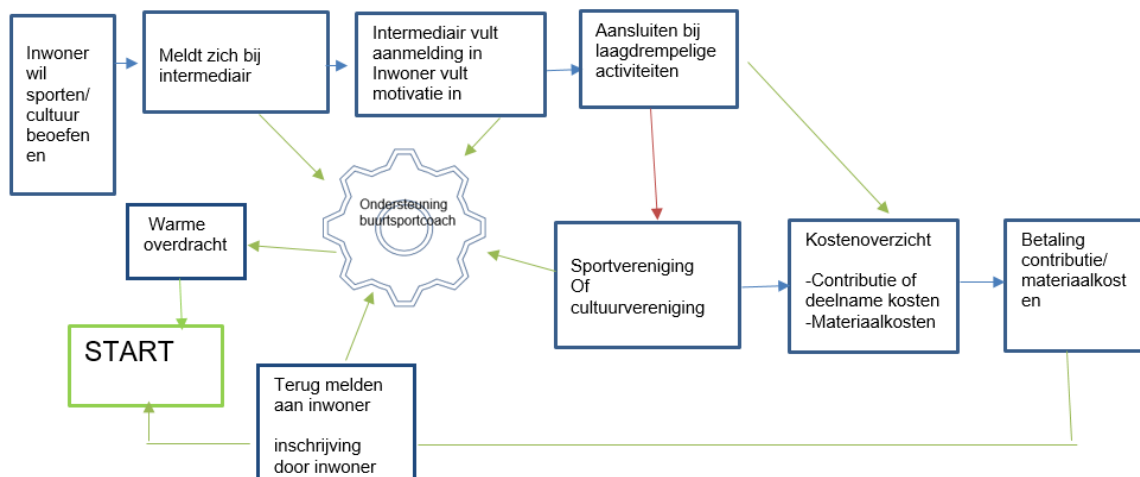 Inwoner
wil
sporten/
cultuur
beoefen
en
Meldt zich bij
intermediair
Intermediair vult
aanmelding in
Inwoner vult
motivatie in
Aansluiten bij
laagdrempelige
activiteiten
Ondersteuning
buurtsportcoach
Warme
overdracht
START
Terug melden
aan inwoner
inschrijving
door inwoner
Sportvereniging
Of
cultuurvereniging
Kostenoverzicht
-Contributie of
deelname kosten
-Materiaalkosten
Betaling
contributie/
materiaalkost
en